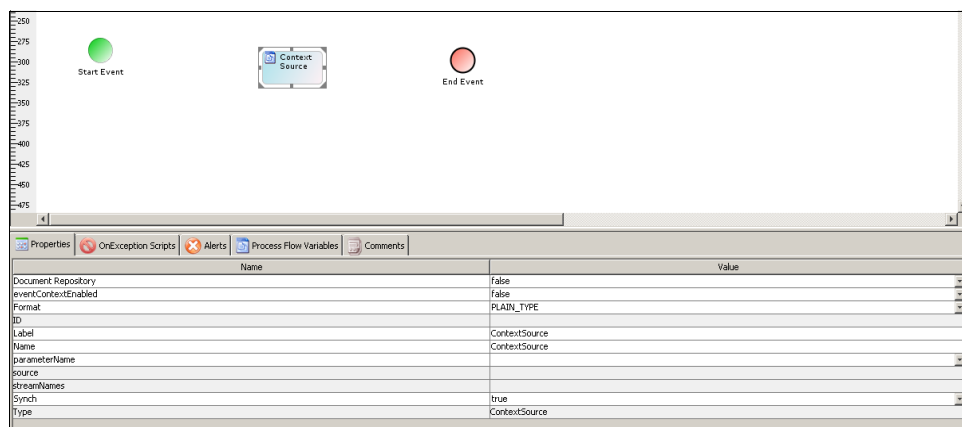 250
275
300
325
350
375
400
425
450
475
Start Event
Context
Source
End Event
Properties OnException Scripts Alerts Process Flow Variables Comments
Name Value
Document Repository false
eventContextEnabled false
Format PLAIN_TYPE
ID
Label ContextSource
Name ContextSource
parameterName
source
streamNames
Synch true
Type ContextSource